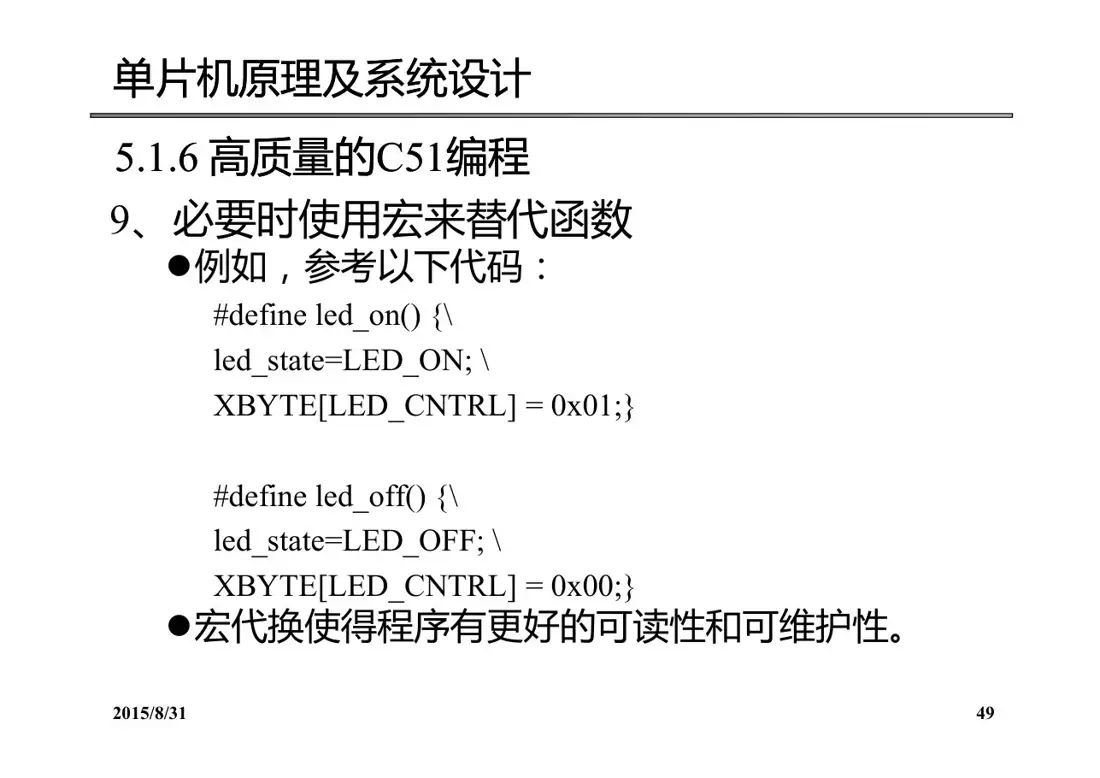 单片机原理及系统设计
5.1.6 高质量的C51编程
9、必要时使用宏来替代函数
●例如，参考以下代码：
#define led_on() {\
led_state=LED_ON; \
XBYTE[LED_CNTRL] = 0x01;}
#define led_off() {\
led_state=LED_OFF; \
XBYTE[LED_CNTRL] = 0x00;}
●宏代换使得程序有更好的可读性和可维护性。
2015/8/31
49